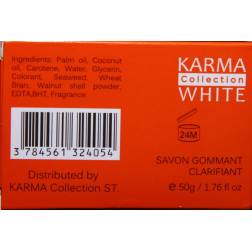 Ingredients: Palm oil, Coconut
oil, Carotene, Water, Glycerin,
Colorant, Seaweed, Wheat
Bran, Walnut shell powder,
EDTA,BHT, Fragrance.
KARMA
Collection
WHITE
24M
3 784561 324054
SAVON GOMMANT
CLARIFIANT
Distributed by
KARMA Collection ST.
e 50g / 1.76 fl oz